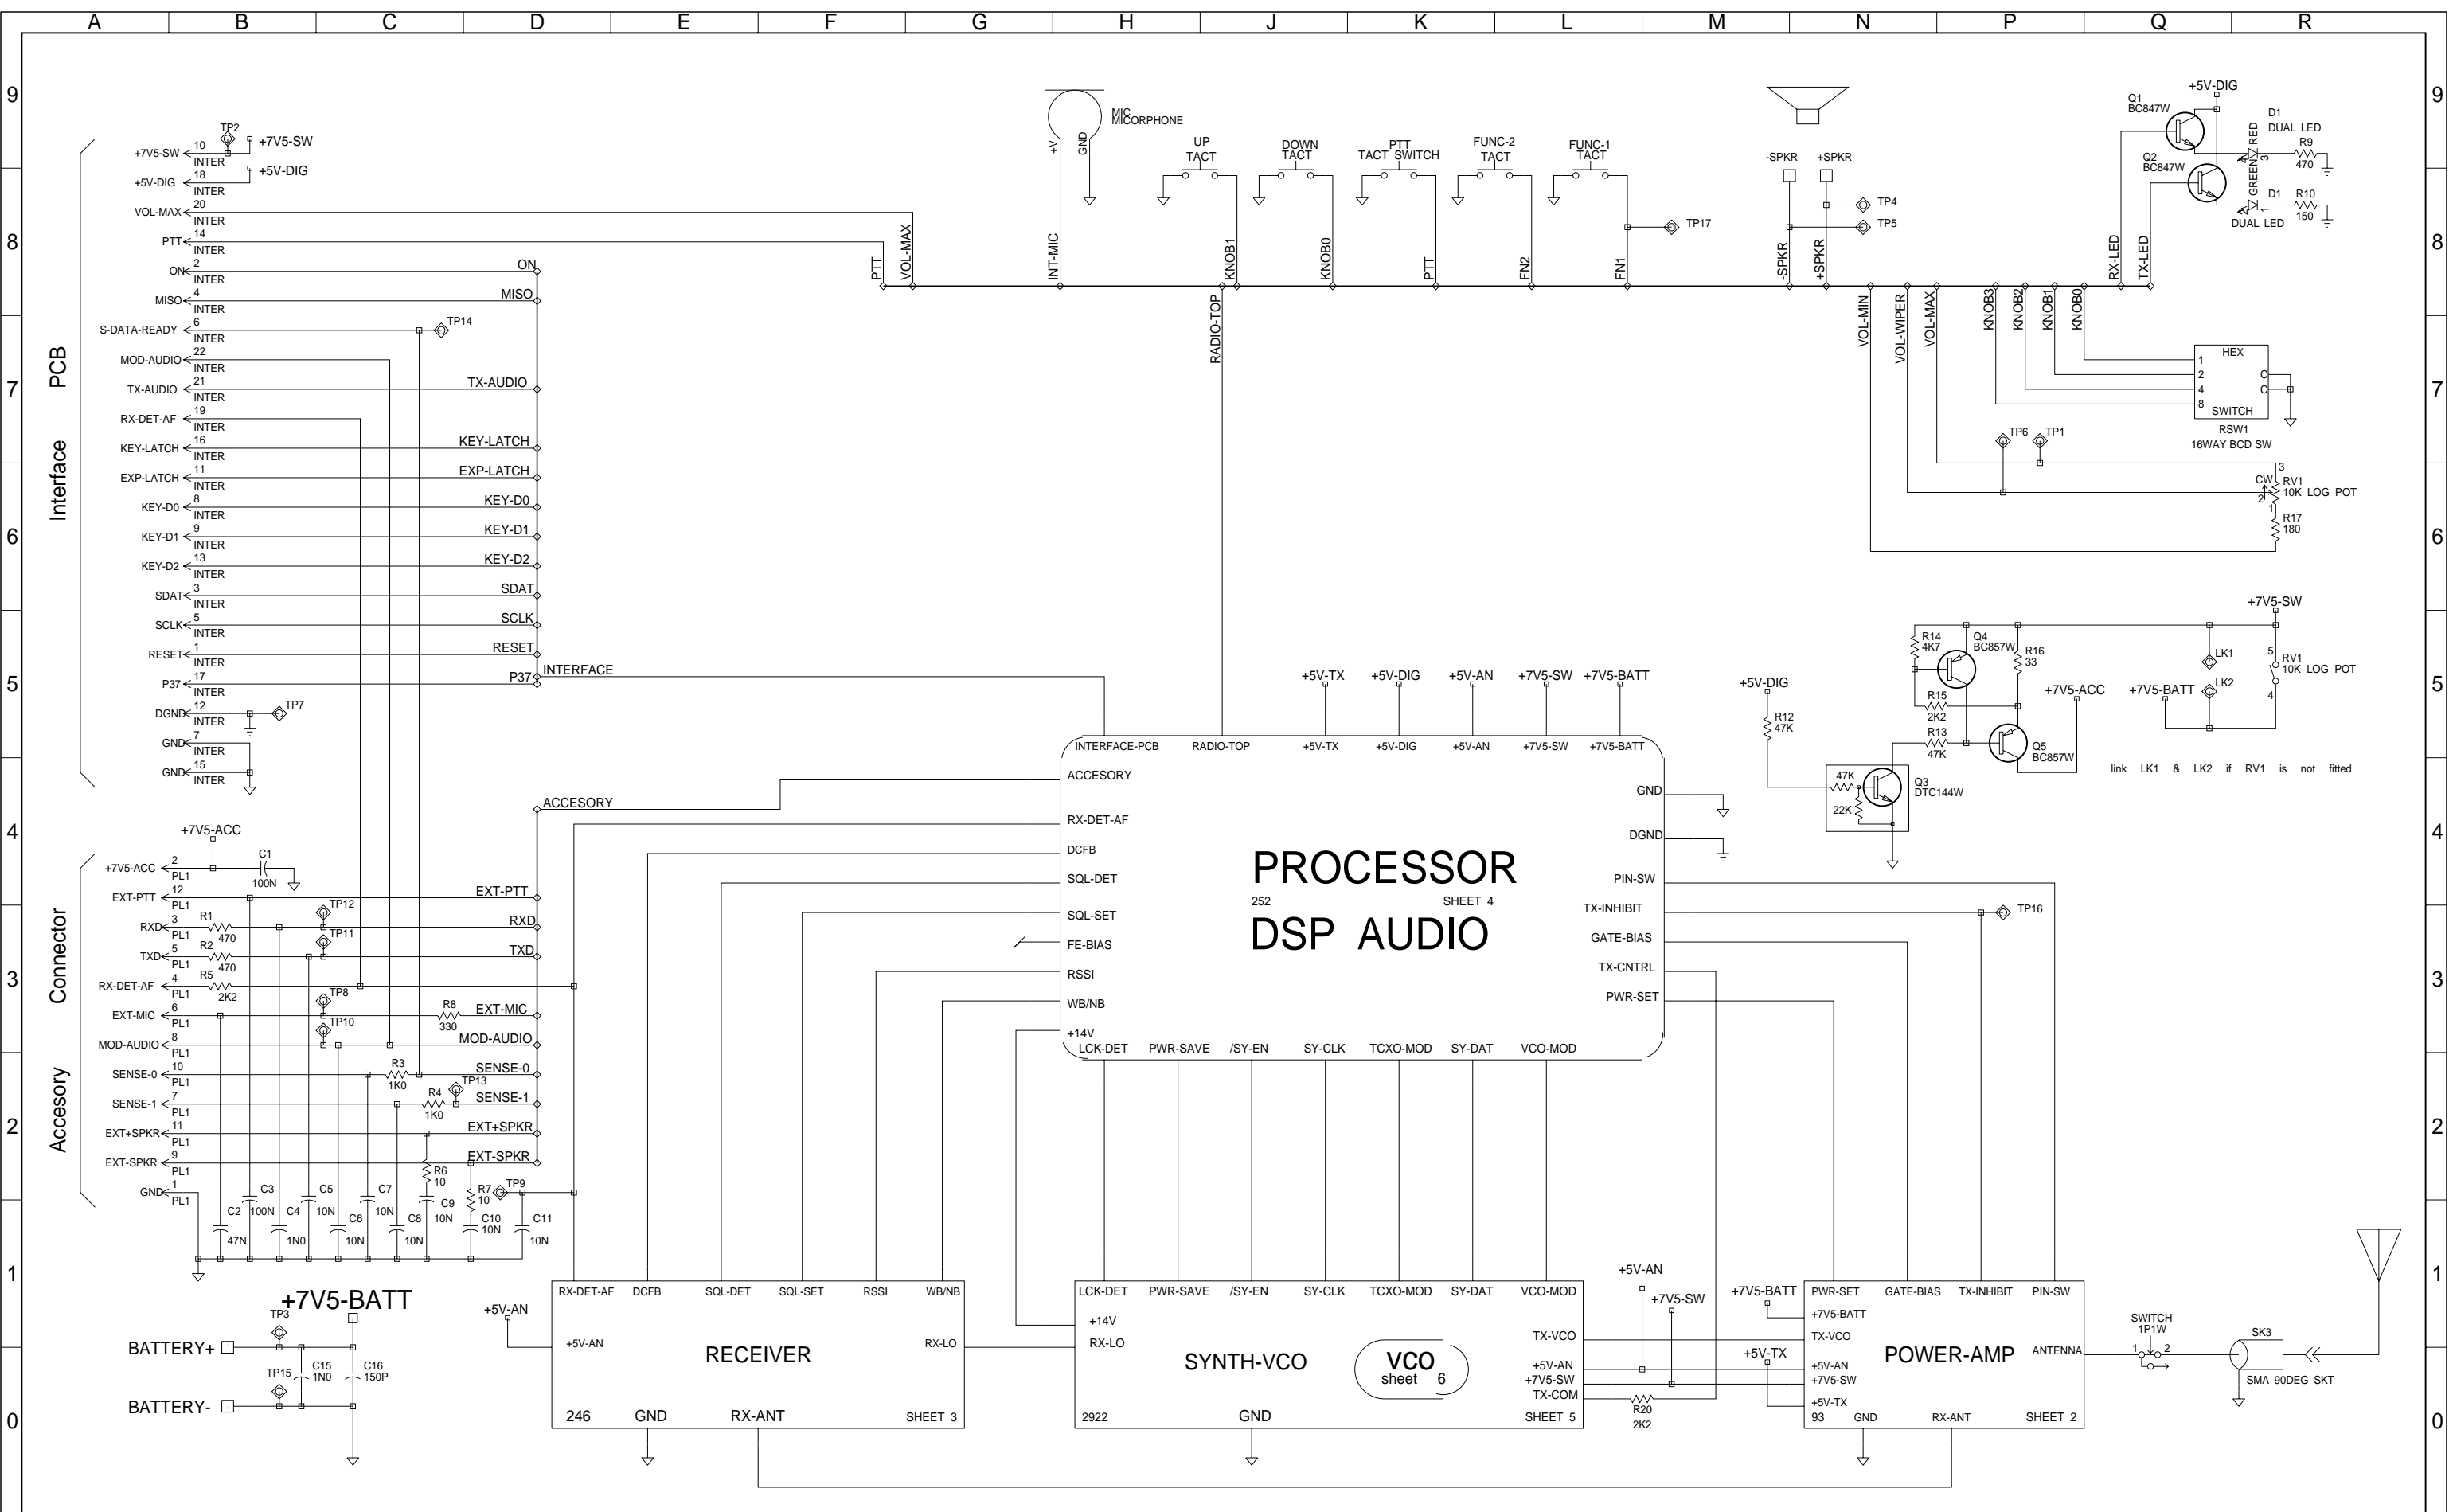 A B C D E F G H J K L M N P Q R
9 9
8 8
7 7
6 6
5 5
4 4
3 3
2 2
1 1
0 0
Interface PCB
TP2
+7V5-SW
+5V-DIG
+7V5-SW 10 INTER
+5V-DIG 18 INTER
VOL-MAX 20 INTER
PTT 14 INTER
ON 2 INTER ON
MISO 4 INTER MISO
S-DATA-READY 6 INTER TP14
MOD-AUDIO 22 INTER
TX-AUDIO 21 INTER TX-AUDIO
RX-DET-AF 19 INTER
KEY-LATCH 16 INTER KEY-LATCH
EXP-LATCH 11 INTER EXP-LATCH
KEY-D0 8 INTER KEY-D0
KEY-D1 9 INTER KEY-D1
KEY-D2 13 INTER KEY-D2
SDAT 3 INTER SDAT
SCLK 5 INTER SCLK
RESET 1 INTER RESET
P37 17 INTER P37
INTERFACE
DGND 12 INTER TP7
GND 7 INTER
GND 15 INTER
MIC
MICORPHONE
+V GND
UP
TACT
DOWN
TACT
PTT
TACT SWITCH
FUNC-2
TACT
FUNC-1
TACT
TP17
-SPKR +SPKR
TP4
TP5
PTT VOL-MAX INT-MIC KNOB1 KNOB0 PTT FN2 FN1 -SPKR +SPKR RX-LED TX-LED
RADIO-TOP
VOL-MIN VOL-WIPER VOL-MAX KNOB3 KNOB2 KNOB1 KNOB0
+5V-DIG
Q1
BC847W
Q2
BC847W
D1
DUAL LED
RED
4 3
R9
470
GREEN
D1
DUAL LED
2 1
R10
150
HEX
1
2
4
8
C
C
SWITCH
RSW1
16WAY BCD SW
TP6 TP1
3
CW
2
1
RV1
10K LOG POT
R17
180
+7V5-SW
R14
4K7
Q4
BC857W
R16
33
LK1
LK2
5
4
RV1
10K LOG POT
R15
2K2
+7V5-ACC
+7V5-BATT
R13
47K
Q5
BC857W
link LK1 & LK2 if RV1 is not fitted
+5V-DIG
R12
47K
47K
22K
Q3
DTC144W
+5V-TX +5V-DIG +5V-AN +7V5-SW +7V5-BATT
INTERFACE-PCB RADIO-TOP +5V-TX +5V-DIG +5V-AN +7V5-SW +7V5-BATT
ACCESORY
RX-DET-AF
DCFB
SQL-DET
SQL-SET
FE-BIAS
RSSI
WB/NB
+14V
PROCESSOR
252 SHEET 4
DSP AUDIO
GND
DGND
PIN-SW
TX-INHIBIT
GATE-BIAS
TX-CNTRL
PWR-SET
TP16
LCK-DET PWR-SAVE /SY-EN SY-CLK TCXO-MOD SY-DAT VCO-MOD
Accesory Connector
+7V5-ACC
ACCESORY
+7V5-ACC 2 PL1 C1 100N
EXT-PTT 12 PL1 EXT-PTT
RXD 3 PL1 R1 470 TP12 RXD
TXD 5 PL1 R2 470 TP11 TXD
RX-DET-AF 4 PL1 R5 2K2
EXT-MIC 6 PL1 TP8 R8 330 EXT-MIC
MOD-AUDIO 8 PL1 TP10 MOD-AUDIO
SENSE-0 10 PL1 R3 1K0 SENSE-0
SENSE-1 7 PL1 R4 1K0 TP13 SENSE-1
EXT+SPKR 11 PL1 EXT+SPKR
EXT-SPKR 9 PL1 EXT-SPKR
GND 1 PL1
R6
10
R7
10
TP9
C2
47N
C3
100N
C4
1N0
C5
10N
C6
10N
C7
10N
C8
10N
C9
10N
C10
10N
C11
10N
+7V5-BATT
TP3
BATTERY+
TP15
C15
1N0
C16
150P
BATTERY-
+5V-AN
RX-DET-AF DCFB SQL-DET SQL-SET RSSI WB/NB
+5V-AN RX-LO
RECEIVER
246 GND RX-ANT SHEET 3
LCK-DET PWR-SAVE /SY-EN SY-CLK TCXO-MOD SY-DAT VCO-MOD
+14V
RX-LO
SYNTH-VCO
VCO
sheet 6
TX-VCO
+5V-AN
+7V5-SW
TX-COM
2922 GND SHEET 5
+5V-AN
+7V5-SW
+7V5-BATT
+5V-TX
R20
2K2
PWR-SET GATE-BIAS TX-INHIBIT PIN-SW
+7V5-BATT
TX-VCO
+5V-AN
+7V5-SW
+5V-TX
POWER-AMP
ANTENNA
93 GND RX-ANT SHEET 2
SWITCH
1P1W
1 2
SK3
SMA 90DEG SKT